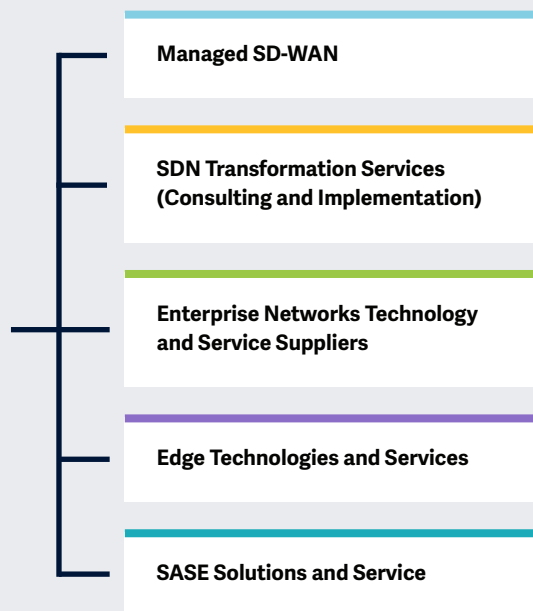 Managed SD-WAN
SDN Transformation Services
(Consulting and Implementation)
Enterprise Networks Technology
and Service Suppliers
Edge Technologies and Services
SASE Solutions and Service